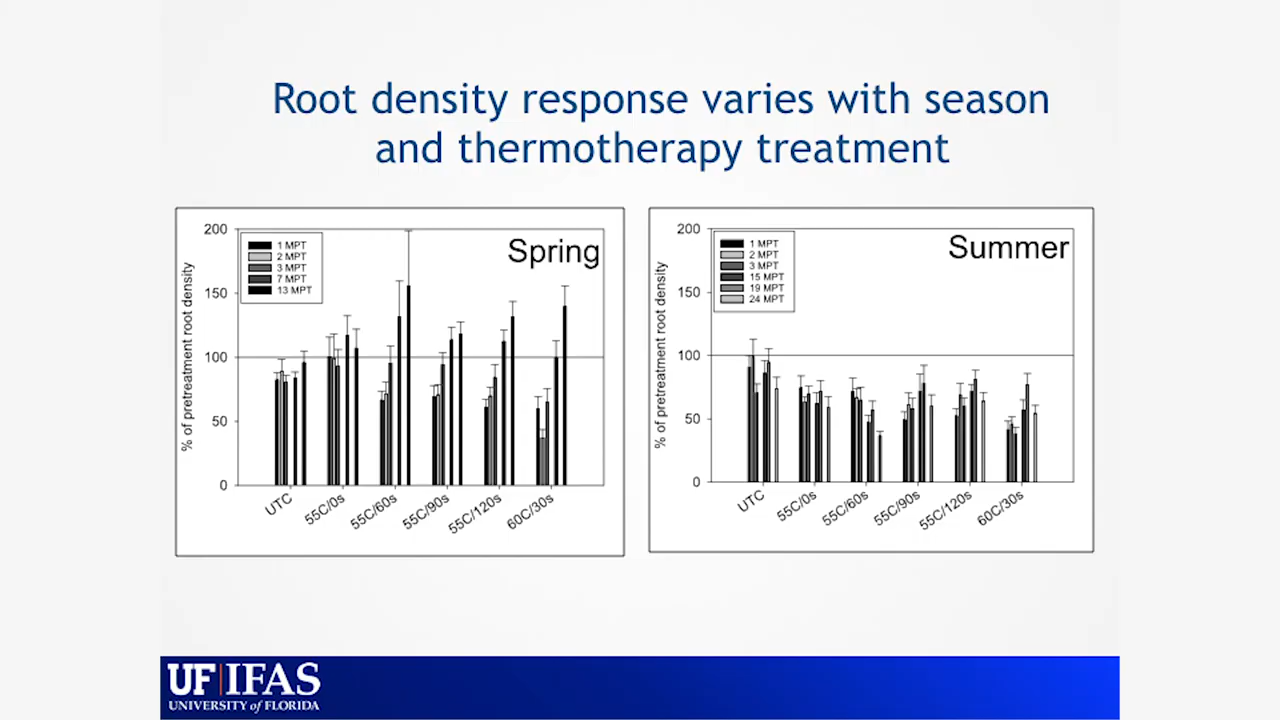 Root density response varies with season
and thermotherapy treatment
% of pretreatment root density
200
150
100
50
0
1 MPT
2 MPT
3 MPT
7 MPT
13 MPT
Spring
UTC
55C/0s
55C/60s
55C/90s
55C/120s
60C/30s
% of pretreatment root density
200
150
100
50
0
1 MPT
2 MPT
3 MPT
15 MPT
19 MPT
24 MPT
Summer
UTC
55C/0s
55C/60s
55C/90s
55C/120s
60C/30s
UF|IFAS
UNIVERSITY of FLORIDA